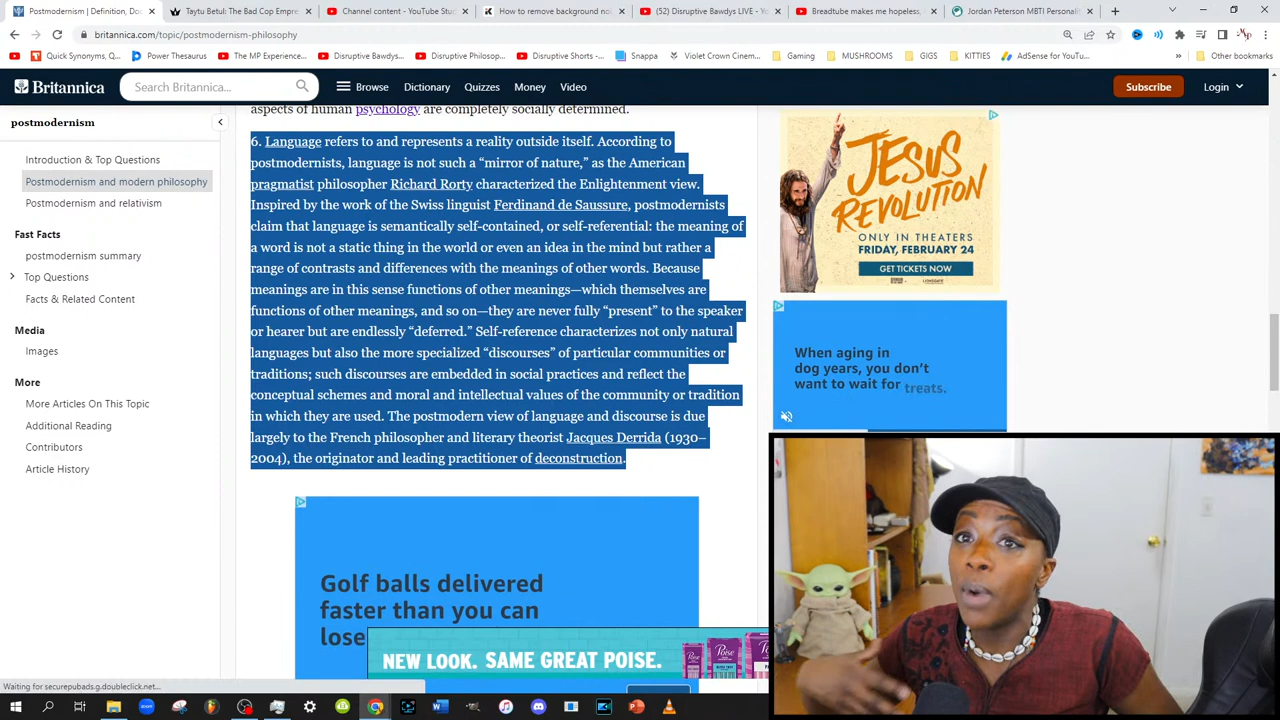 Postmodernism | Definition, Doc
Taytu Betul: The Bad Cop Empre
Channel content - YouTube Stu
How to remove background noi
(52) Disruptive Bawdys LIVE - Yo
Breadtube makes me hopeless,
Jordan Peterson MBTI Personali
britannica.com/topic/postmodernism-philosophy
Quick Synonyms, Q...
Power Thesaurus
The MP Experience...
Disruptive Bawdys...
Disruptive Philosop...
Disruptive Shorts -...
Snappa
Violet Crown Cinem...
Gaming
MUSHROOMS
GIGS
KITTIES
AdSense for YouTu...
»
Other bookmarks
Britannica
Search Britannica...
Browse
Dictionary
Quizzes
Money
Video
Subscribe
Login
postmodernism
Introduction & Top Questions
Postmodernism and modern philosophy
Postmodernism and relativism
Fast Facts
postmodernism summary
Top Questions
Facts & Related Content
Media
Images
More
More Articles On This Topic
Additional Reading
Contributors
Article History
aspects of human psychology are completely socially determined.
6. Language refers to and represents a reality outside itself. According to
postmodernists, language is not such a “mirror of nature,” as the American
pragmatist philosopher Richard Rorty characterized the Enlightenment view.
Inspired by the work of the Swiss linguist Ferdinand de Saussure, postmodernists
claim that language is semantically self-contained, or self-referential: the meaning of
a word is not a static thing in the world or even an idea in the mind but rather a
range of contrasts and differences with the meanings of other words. Because
meanings are in this sense functions of other meanings—which themselves are
functions of other meanings, and so on—they are never fully “present” to the speaker
or hearer but are endlessly “deferred.” Self-reference characterizes not only natural
languages but also the more specialized “discourses” of particular communities or
traditions; such discourses are embedded in social practices and reflect the
conceptual schemes and moral and intellectual values of the community or tradition
in which they are used. The postmodern view of language and discourse is due
largely to the French philosopher and literary theorist Jacques Derrida (1930–
2004), the originator and leading practitioner of deconstruction.
JESUS
REVOLUTION
ONLY IN THEATERS
FRIDAY, FEBRUARY 24
GET TICKETS NOW
When aging in
dog years, you don’t
want to wait for treats.
Golf balls delivered
faster than you can
lose
NEW LOOK. SAME GREAT POISE.
Poise
Waiting for securepubads.g.doubleclick.net...